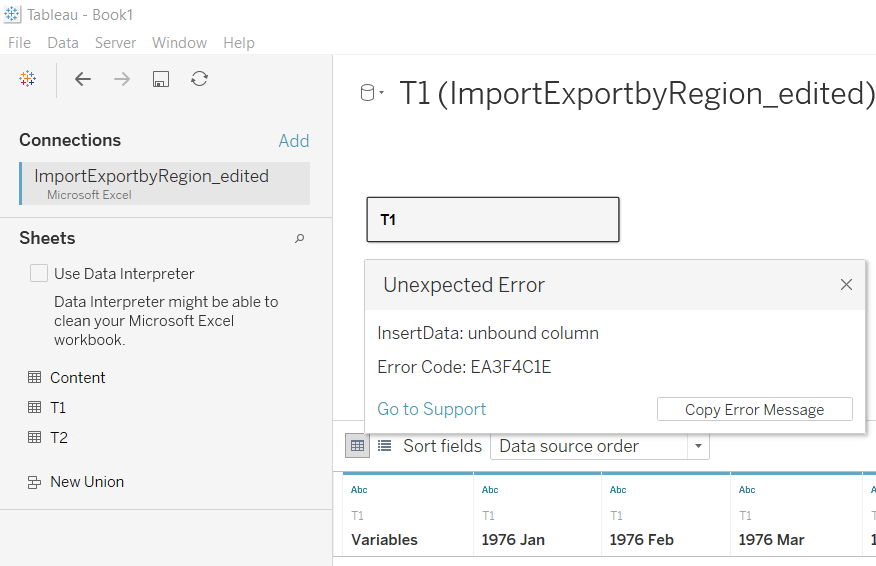 Tableau - Book1
File Data Server Window Help
Connections Add
ImportExportbyRegion_edited
Microsoft Excel
Sheets
Use Data Interpreter
Data Interpreter might be able to
clean your Microsoft Excel
workbook.
Content
T1
T2
New Union
T1 (ImportExportbyRegion_edited)
T1
Unexpected Error
InsertData: unbound column
Error Code: EA3F4C1E
Go to Support Copy Error Message
Sort fields Data source order
Abc Abc Abc Abc
T1 T1 T1 T1
Variables 1976 Jan 1976 Feb 1976 Mar